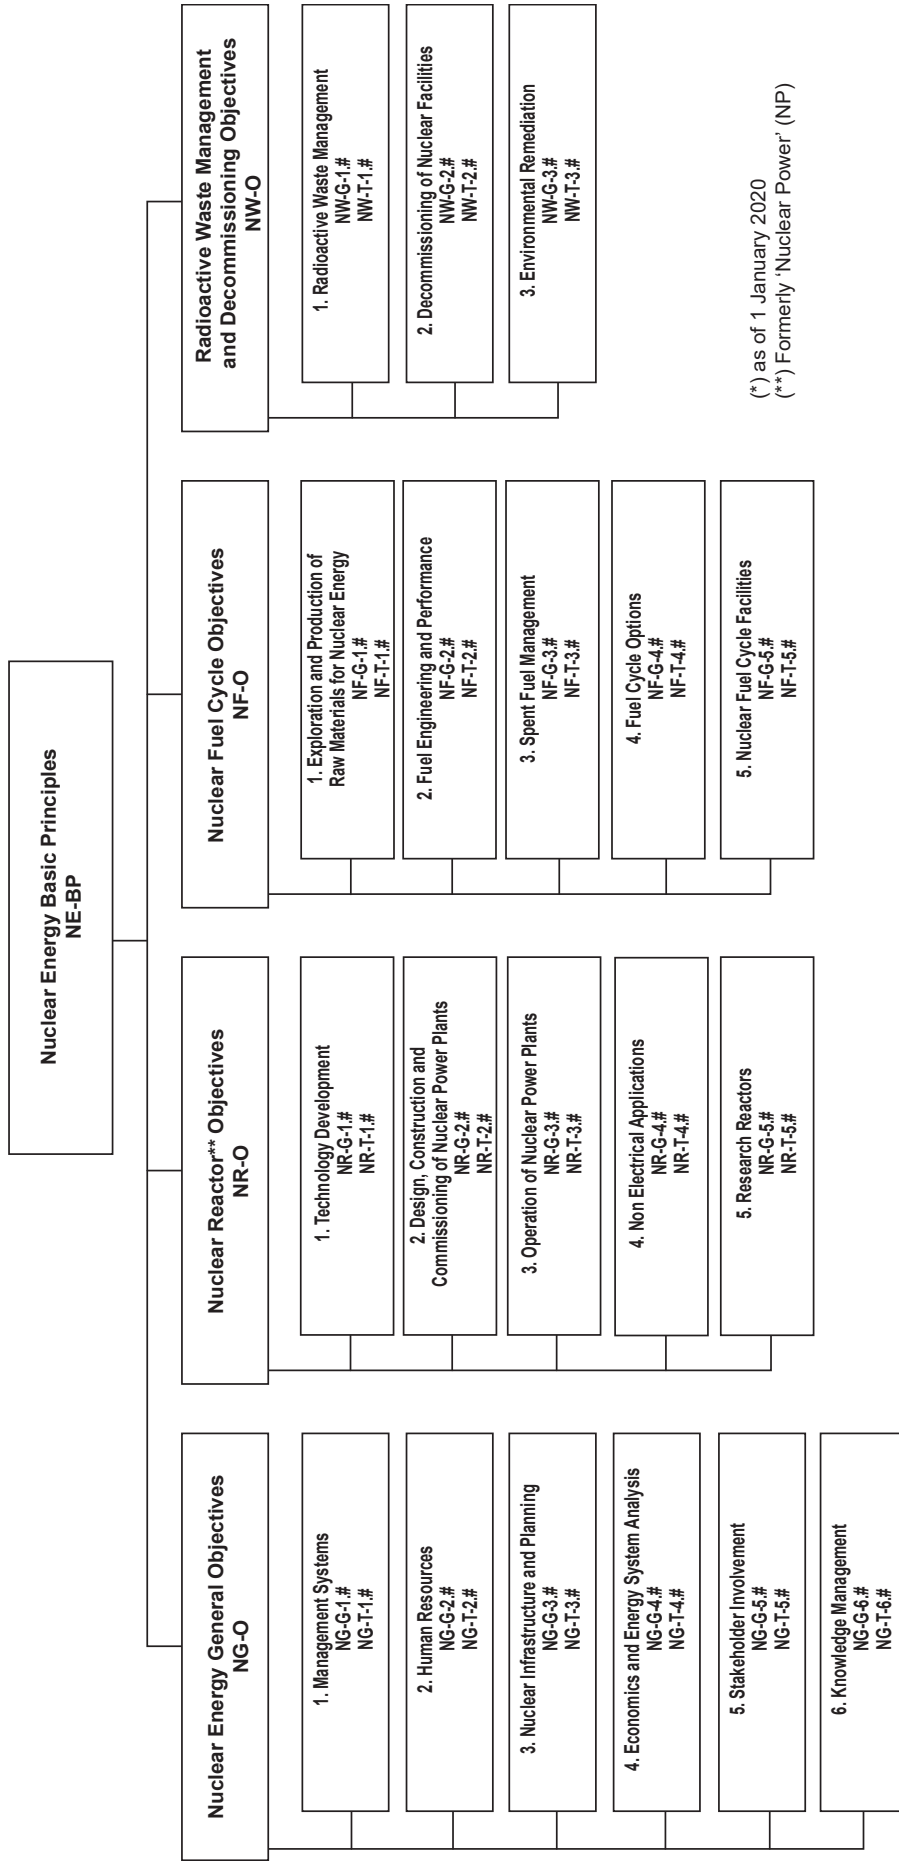 Nuclear Energy Basic Principles
NE-BP
Nuclear Energy General Objectives
NG-O
1. Management Systems
NG-G-1.#
NG-T-1.#
2. Human Resources
NG-G-2.#
NG-T-2.#
3. Nuclear Infrastructure and Planning
NG-G-3.#
NG-T-3.#
4. Economics and Energy System Analysis
NG-G-4.#
NG-T-4.#
5. Stakeholder Involvement
NG-G-5.#
NG-T-5.#
6. Knowledge Management
NG-G-6.#
NG-T-6.#
Nuclear Reactor** Objectives
NR-O
1. Technology Development
NR-G-1.#
NR-T-1.#
2. Design, Construction and
Commissioning of Nuclear Power Plants
NR-G-2.#
NR-T-2.#
3. Operation of Nuclear Power Plants
NR-G-3.#
NR-T-3.#
4. Non Electrical Applications
NR-G-4.#
NR-T-4.#
5. Research Reactors
NR-G-5.#
NR-T-5.#
Nuclear Fuel Cycle Objectives
NF-O
1. Exploration and Production of
Raw Materials for Nuclear Energy
NF-G-1.#
NF-T-1.#
2. Fuel Engineering and Performance
NF-G-2.#
NF-T-2.#
3. Spent Fuel Management
NF-G-3.#
NF-T-3.#
4. Fuel Cycle Options
NF-G-4.#
NF-T-4.#
5. Nuclear Fuel Cycle Facilities
NF-G-5.#
NF-T-5.#
Radioactive Waste Management
and Decommissioning Objectives
NW-O
1. Radioactive Waste Management
NW-G-1.#
NW-T-1.#
2. Decommissioning of Nuclear Facilities
NW-G-2.#
NW-T-2.#
3. Environmental Remediation
NW-G-3.#
NW-T-3.#
(*) as of 1 January 2020
(**) Formerly ‘Nuclear Power’ (NP)